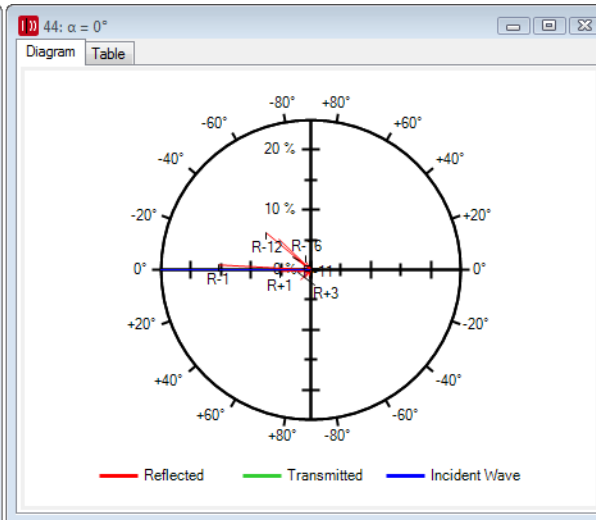 44: α = 0°
Diagram Table
-80° +80°
-60° +60°
-40° +40°
-20° +20°
0° 0°
+20° -20°
+40° -40°
+60° -60°
+80° -80°
20 %
10 %
R-12 R-16
R-1 R+1
R+3
Reflected Transmitted Incident Wave